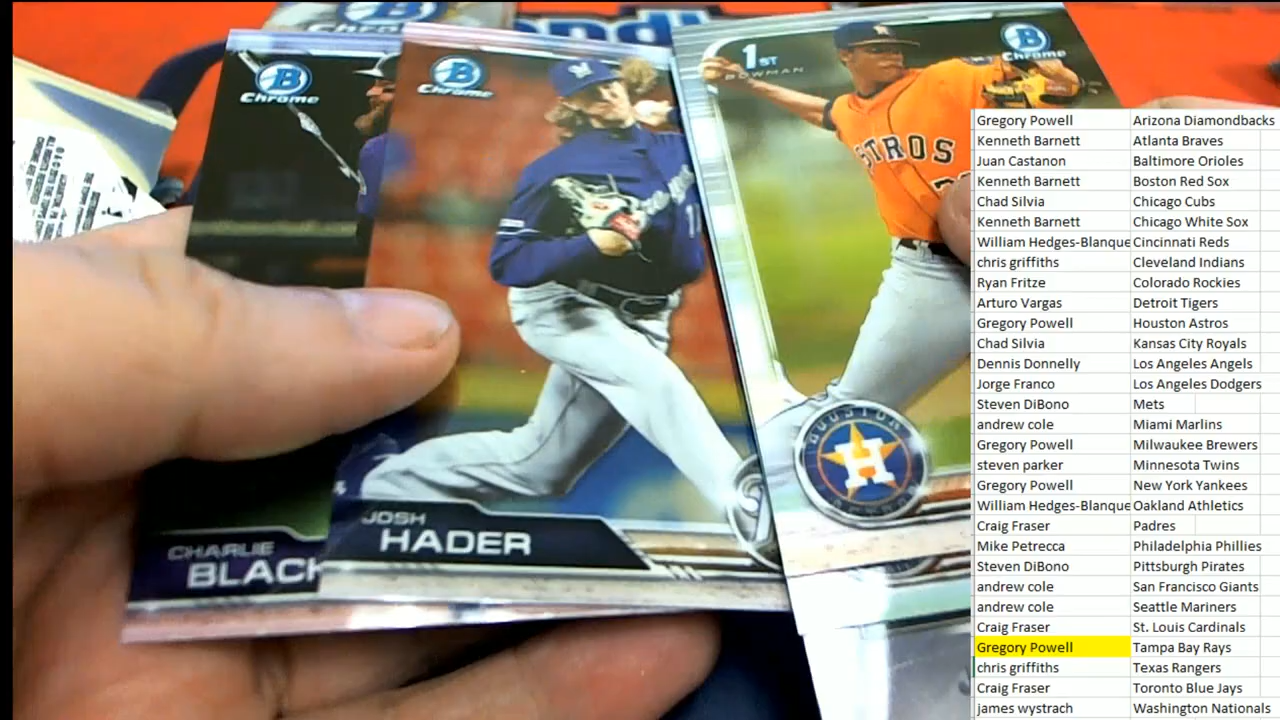 B
Chrome
B
Chrome
1ST
BOWMAN
B
Chrome
STROS
HOUSTON
H
CHARLIE
BLACK
JOSH
HADER
Gregory Powell Arizona Diamondbacks
Kenneth Barnett Atlanta Braves
Juan Castanon Baltimore Orioles
Kenneth Barnett Boston Red Sox
Chad Silvia Chicago Cubs
Kenneth Barnett Chicago White Sox
William Hedges-Blanque Cincinnati Reds
chris griffiths Cleveland Indians
Ryan Fritze Colorado Rockies
Arturo Vargas Detroit Tigers
Gregory Powell Houston Astros
Chad Silvia Kansas City Royals
Dennis Donnelly Los Angeles Angels
Jorge Franco Los Angeles Dodgers
Steven DiBono Mets
andrew cole Miami Marlins
Gregory Powell Milwaukee Brewers
steven parker Minnesota Twins
Gregory Powell New York Yankees
William Hedges-Blanque Oakland Athletics
Craig Fraser Padres
Mike Petrecca Philadelphia Phillies
Steven DiBono Pittsburgh Pirates
andrew cole San Francisco Giants
andrew cole Seattle Mariners
Craig Fraser St. Louis Cardinals
Gregory Powell Tampa Bay Rays
chris griffiths Texas Rangers
Craig Fraser Toronto Blue Jays
james wystrach Washington Nationals